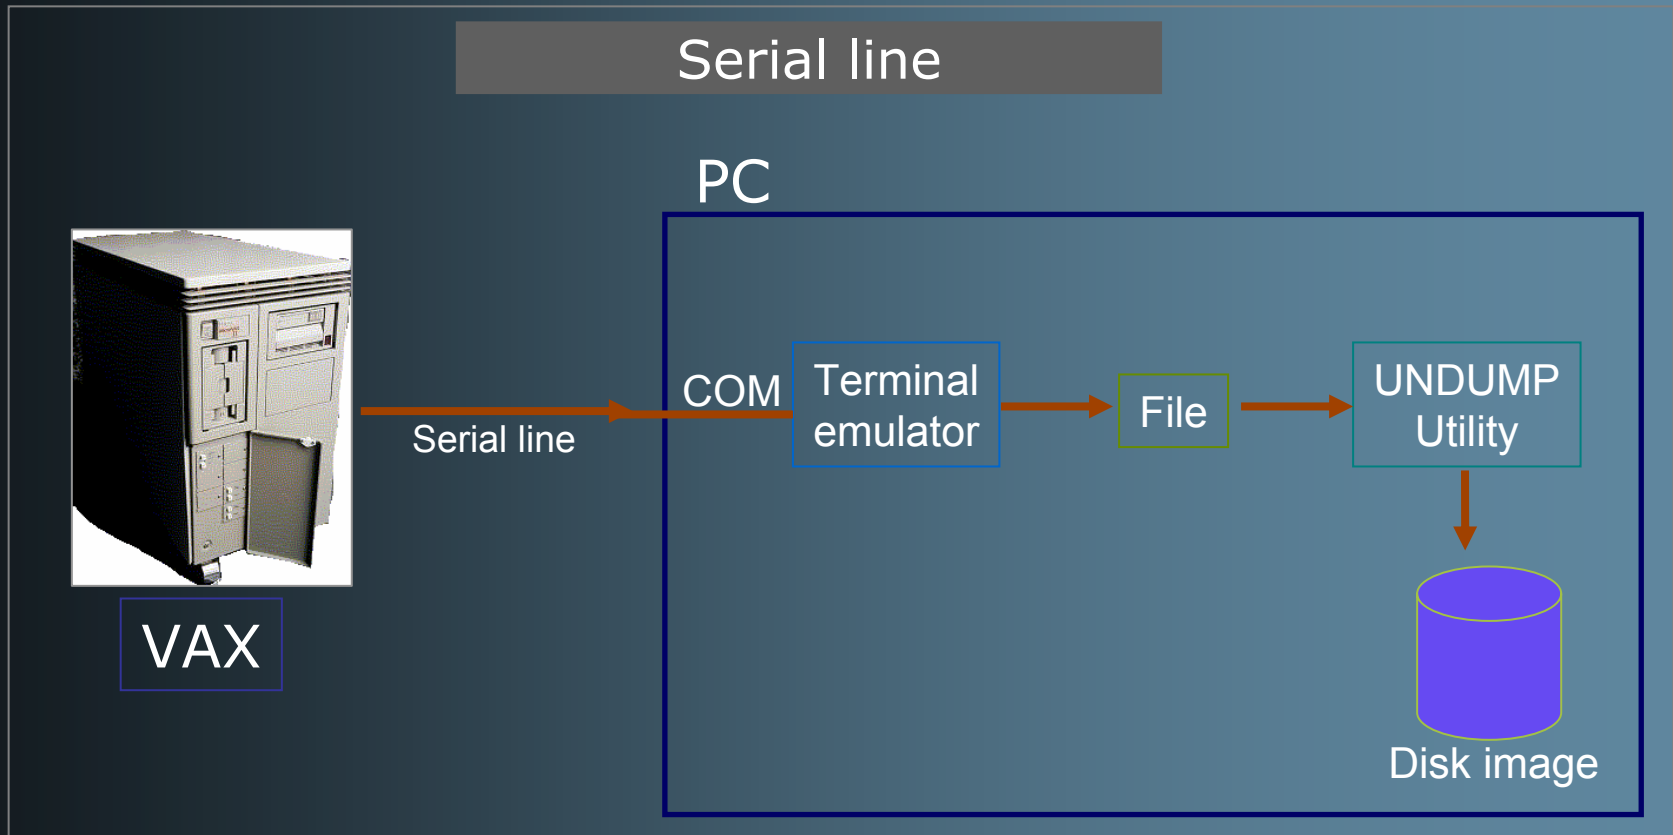 Serial line
PC
COM
Terminal
emulator
File
UNDUMP
Utility
Serial line
VAX
Disk image